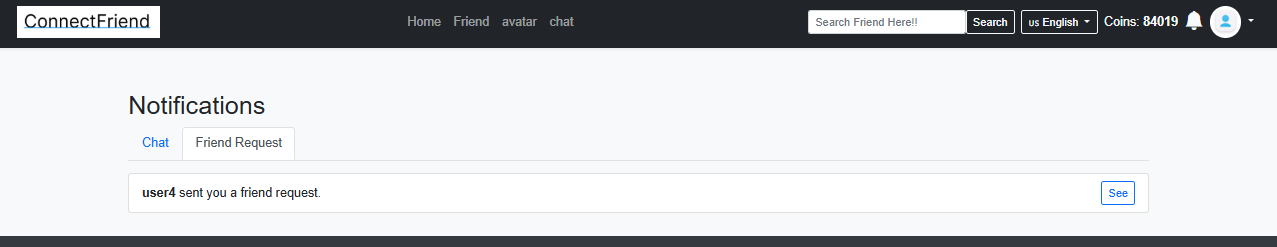 ConnectFriend
Home Friend avatar chat
Search Friend Here!! Search us English Coins: 84019
Notifications
Chat Friend Request
user4 sent you a friend request. See